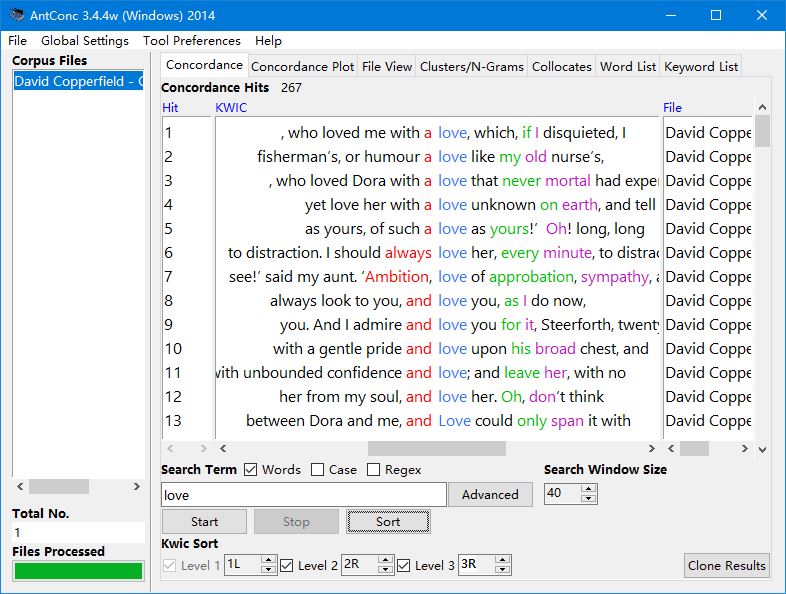 AntConc 3.4.4w (Windows) 2014
File Global Settings Tool Preferences Help
Corpus Files
David Copperfield -
Concordance Concordance Plot File View Clusters/N-Grams Collocates Word List Keyword List
Concordance Hits 267
Hit KWIC File
1 , who loved me with a love, which, if I disquieted, I David Coppe
2 fisherman's, or humour a love like my old nurse's, David Coppe
3 , who loved Dora with a love that never mortal had expe David Coppe
4 yet love her with a love unknown on earth, and tell David Coppe
5 as yours, of such a love as yours!' Oh! long, long David Coppe
6 to distraction. I should always love her, every minute, to distrac David Coppe
7 see!' said my aunt. 'Ambition, love of approbation, sympathy, David Coppe
8 always look to you, and love you, as I do now, David Coppe
9 you. And I admire and love you for it, Steerforth, twenty David Coppe
10 with a gentle pride and love upon his broad chest, and David Coppe
11 with unbounded confidence and love; and leave her, with no David Coppe
12 her from my soul, and love her. Oh, don't think David Coppe
13 between Dora and me, and Love could only span it with David Coppe
Search Term Words Case Regex Search Window Size
love Advanced 40
Start Stop Sort
Total No.
1
Files Processed
Kwic Sort
Level 1 1L Level 2 2R Level 3 3R Clone Results